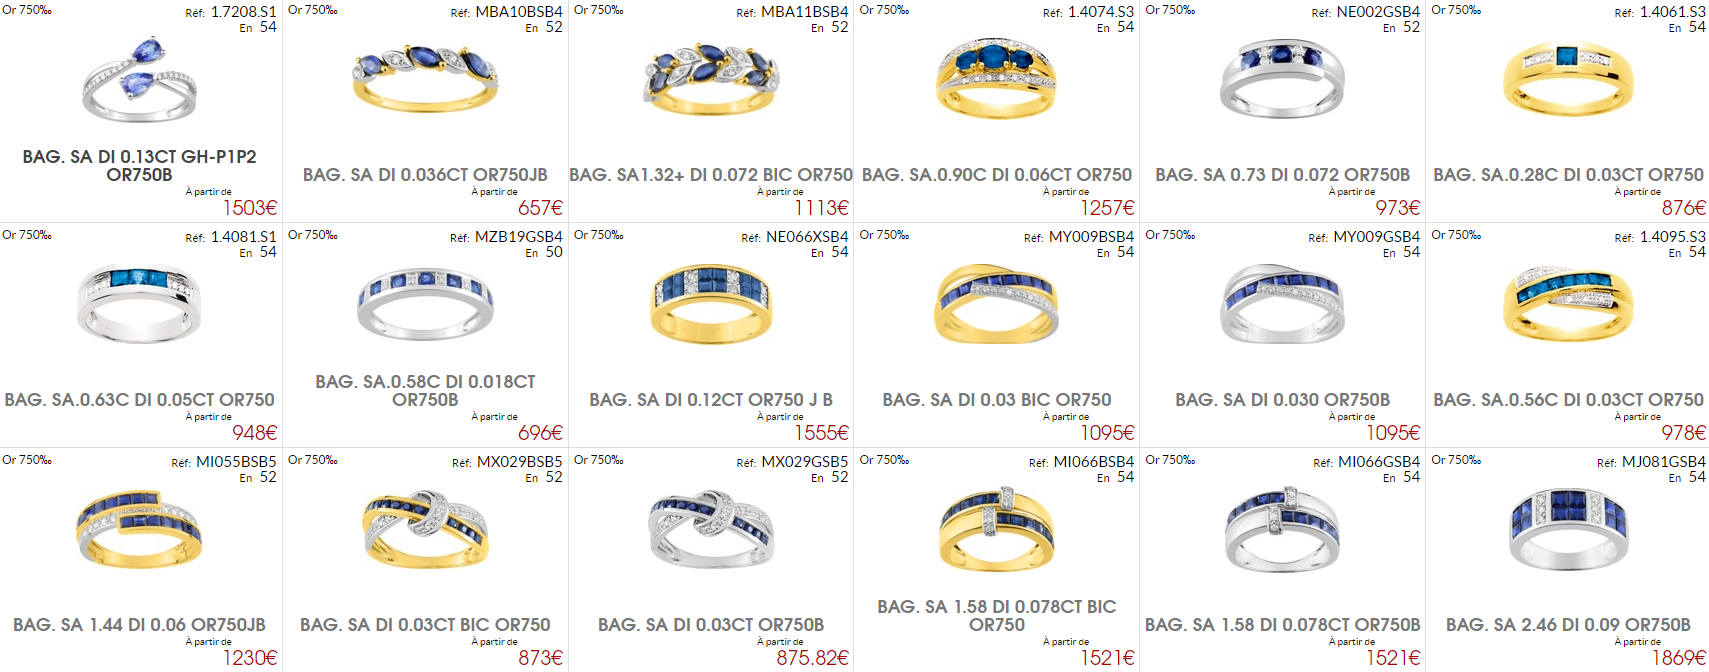 Or 750‰ Réf: 1.7208.S1
En 54
BAG. SA DI 0.13CT GH-P1P2
OR750B
À partir de
1503€
Or 750‰ Réf: MBA10BSB4
En 52
BAG. SA DI 0.036CT OR750JB
À partir de
657€
Or 750‰ Réf: MBA11BSB4
En 52
BAG. SA1.32+ DI 0.072 BIC OR750
À partir de
1113€
Or 750‰ Réf: 1.4074.S3
En 54
BAG. SA.0.90C DI 0.06CT OR750
À partir de
1257€
Or 750‰ Réf: NE002GSB4
En 52
BAG. SA 0.73 DI 0.072 OR750B
À partir de
973€
Or 750‰ Réf: 1.4061.S3
En 54
BAG. SA.0.28C DI 0.03CT OR750
À partir de
876€
Or 750‰ Réf: 1.4081.S1
En 54
BAG. SA.0.63C DI 0.05CT OR750
À partir de
948€
Or 750‰ Réf: MZB19GSB4
En 50
BAG. SA.0.58C DI 0.018CT
OR750B
À partir de
696€
Or 750‰ Réf: NE066XSB4
En 54
BAG. SA DI 0.12CT OR750 J B
À partir de
1555€
Or 750‰ Réf: MY009BSB4
En 54
BAG. SA DI 0.03 BIC OR750
À partir de
1095€
Or 750‰ Réf: MY009GSB4
En 54
BAG. SA DI 0.030 OR750B
À partir de
1095€
Or 750‰ Réf: 1.4095.S3
En 54
BAG. SA.0.56C DI 0.03CT OR750
À partir de
978€
Or 750‰ Réf: MI055BSB5
En 52
BAG. SA 1.44 DI 0.06 OR750JB
À partir de
1230€
Or 750‰ Réf: MX029BSB5
En 52
BAG. SA DI 0.03CT BIC OR750
À partir de
873€
Or 750‰ Réf: MX029GSB5
En 52
BAG. SA DI 0.03CT OR750B
À partir de
875.82€
Or 750‰ Réf: MI066BSB4
En 54
BAG. SA 1.58 DI 0.078CT BIC
OR750
À partir de
1521€
Or 750‰ Réf: MI066GSB4
En 54
BAG. SA 1.58 DI 0.078CT OR750B
À partir de
1521€
Or 750‰ Réf: MJ081GSB4
En 54
BAG. SA 2.46 DI 0.09 OR750B
À partir de
1869€